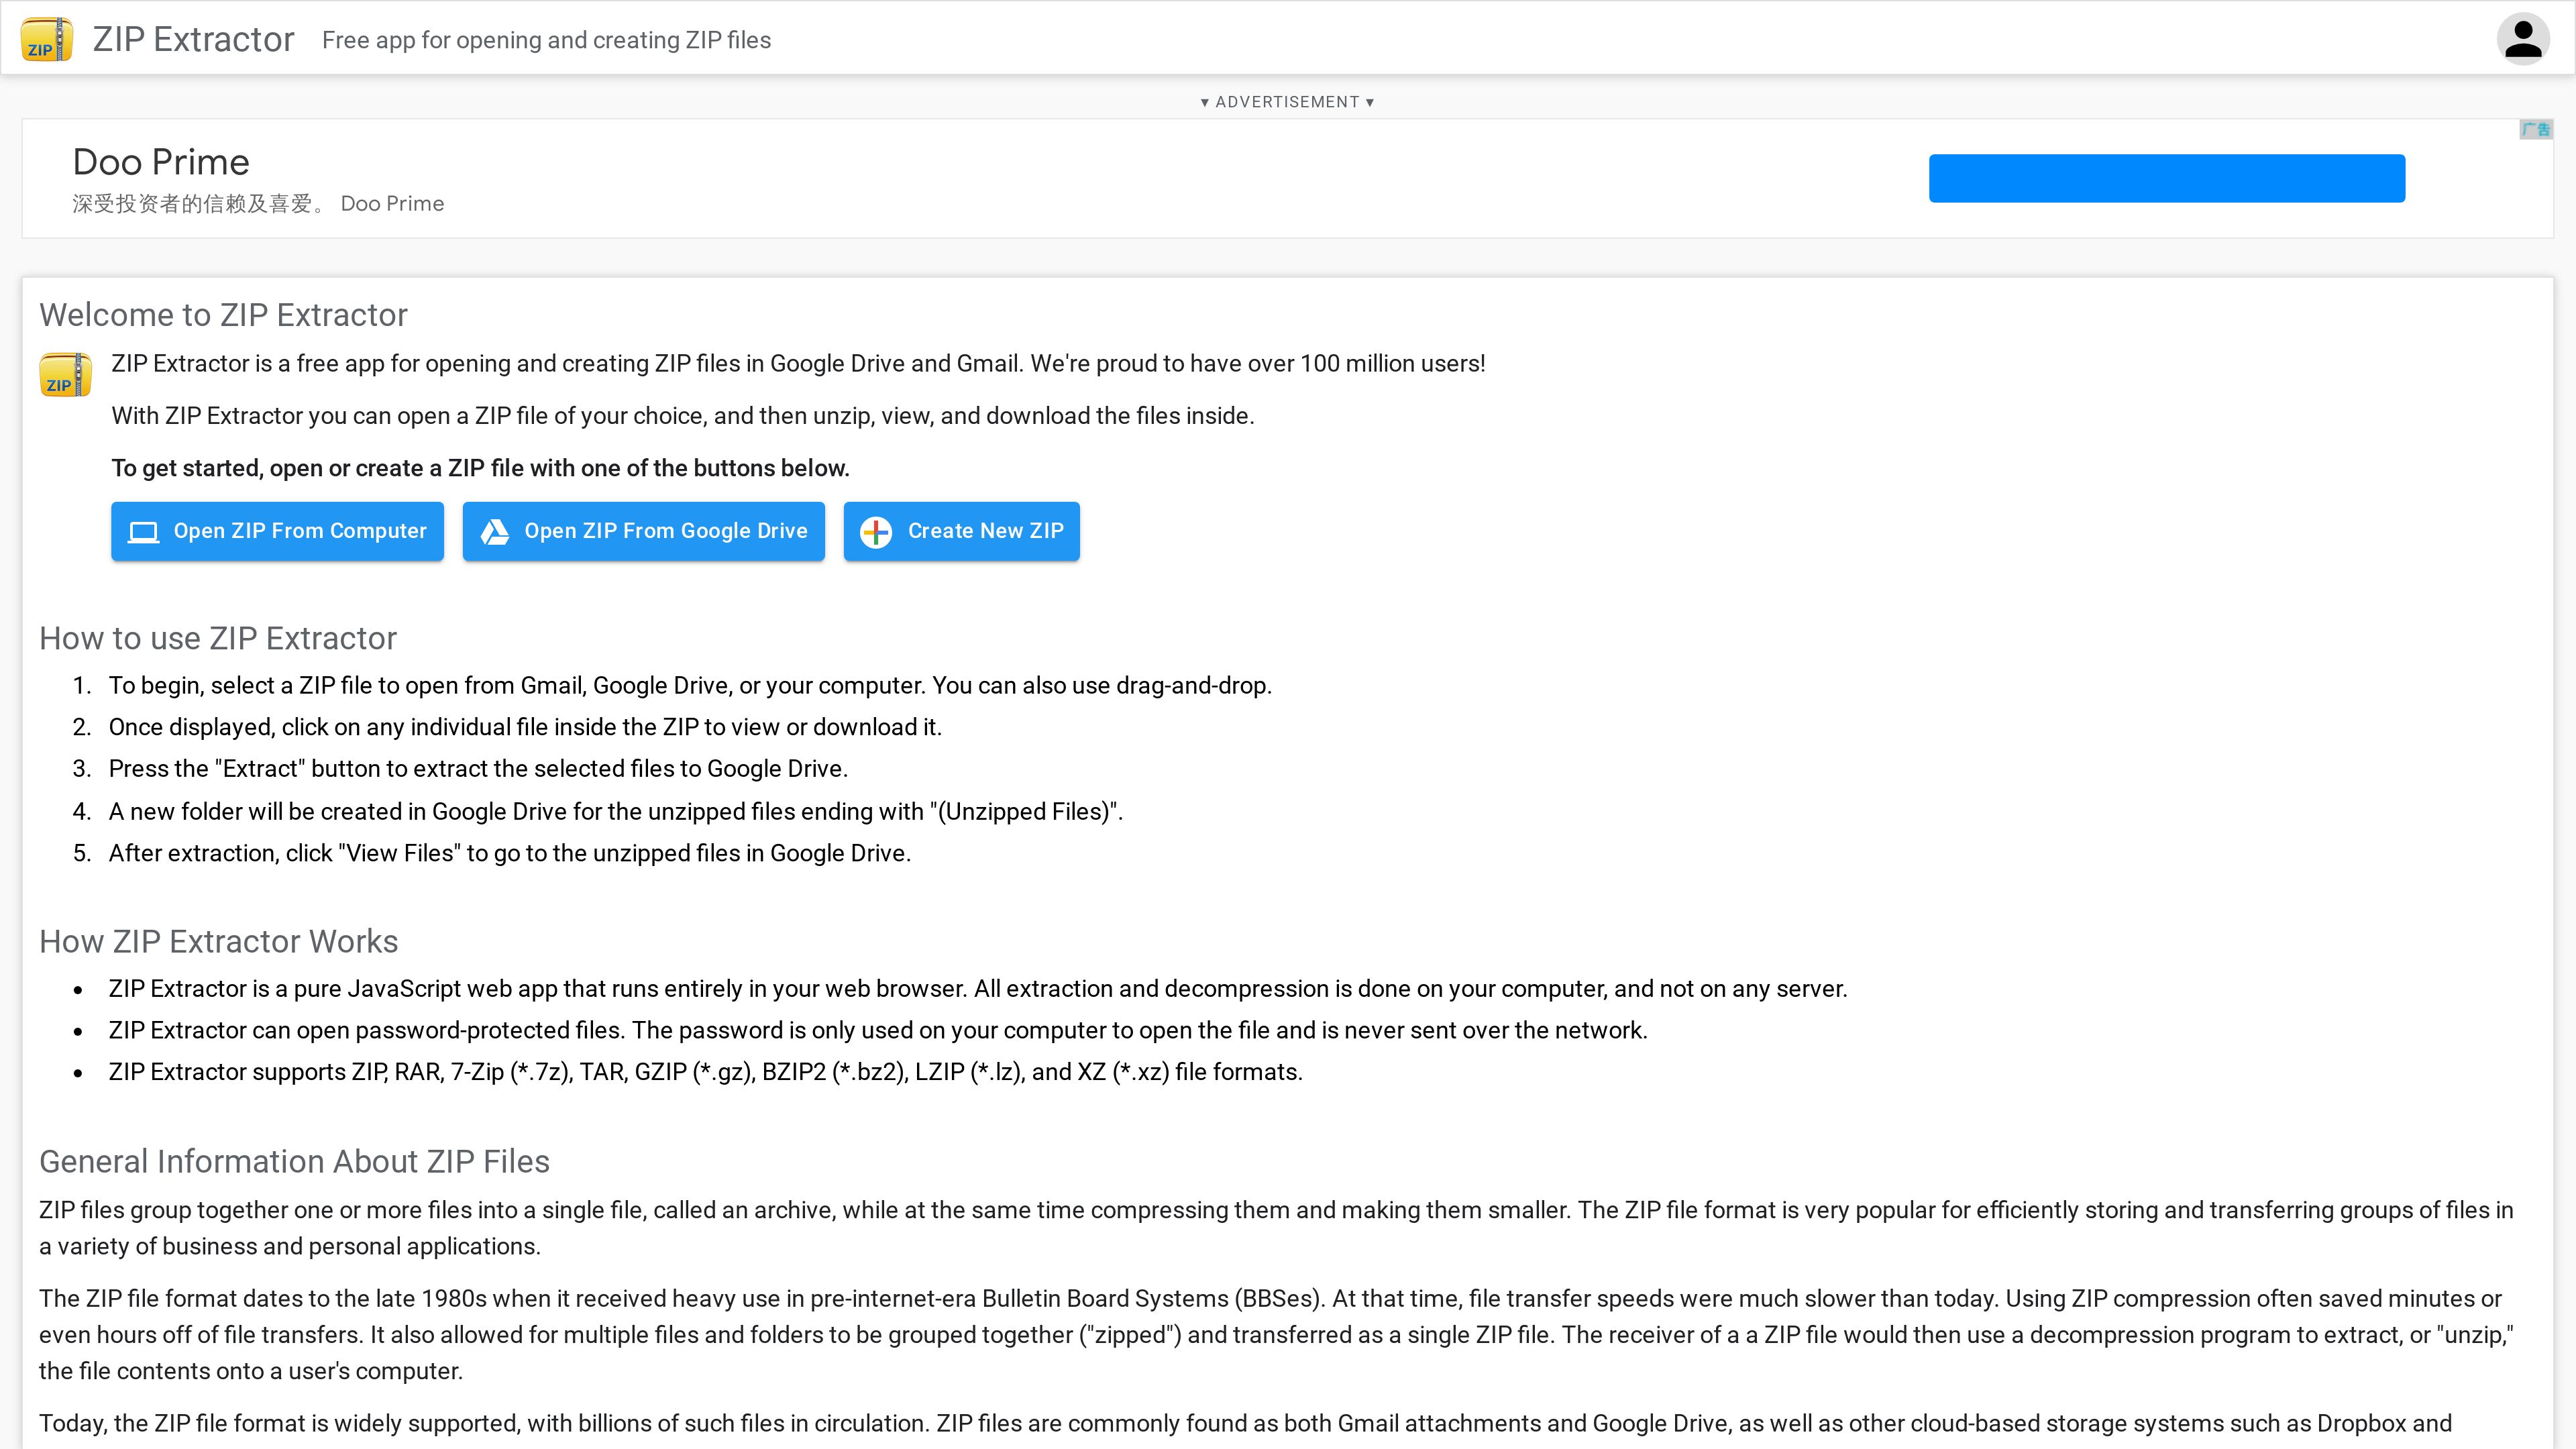 ZIP
ZIP Extractor
Free app for opening and creating ZIP files
▾ ADVERTISEMENT ▾
广告
Doo Prime
深受投资者的信赖及喜爱。 Doo Prime
Welcome to ZIP Extractor
ZIP
ZIP Extractor is a free app for opening and creating ZIP files in Google Drive and Gmail. We're proud to have over 100 million users!
With ZIP Extractor you can open a ZIP file of your choice, and then unzip, view, and download the files inside.
To get started, open or create a ZIP file with one of the buttons below.
Open ZIP From Computer
Open ZIP From Google Drive
Create New ZIP
How to use ZIP Extractor
1. To begin, select a ZIP file to open from Gmail, Google Drive, or your computer. You can also use drag-and-drop.
2. Once displayed, click on any individual file inside the ZIP to view or download it.
3. Press the "Extract" button to extract the selected files to Google Drive.
4. A new folder will be created in Google Drive for the unzipped files ending with "(Unzipped Files)".
5. After extraction, click "View Files" to go to the unzipped files in Google Drive.
How ZIP Extractor Works
• ZIP Extractor is a pure JavaScript web app that runs entirely in your web browser. All extraction and decompression is done on your computer, and not on any server.
• ZIP Extractor can open password-protected files. The password is only used on your computer to open the file and is never sent over the network.
• ZIP Extractor supports ZIP, RAR, 7-Zip (*.7z), TAR, GZIP (*.gz), BZIP2 (*.bz2), LZIP (*.lz), and XZ (*.xz) file formats.
General Information About ZIP Files
ZIP files group together one or more files into a single file, called an archive, while at the same time compressing them and making them smaller. The ZIP file format is very popular for efficiently storing and transferring groups of files in
a variety of business and personal applications.
The ZIP file format dates to the late 1980s when it received heavy use in pre-internet-era Bulletin Board Systems (BBSes). At that time, file transfer speeds were much slower than today. Using ZIP compression often saved minutes or
even hours off of file transfers. It also allowed for multiple files and folders to be grouped together ("zipped") and transferred as a single ZIP file. The receiver of a a ZIP file would then use a decompression program to extract, or "unzip,"
the file contents onto a user's computer.
Today, the ZIP file format is widely supported, with billions of such files in circulation. ZIP files are commonly found as both Gmail attachments and Google Drive, as well as other cloud-based storage systems such as Dropbox and